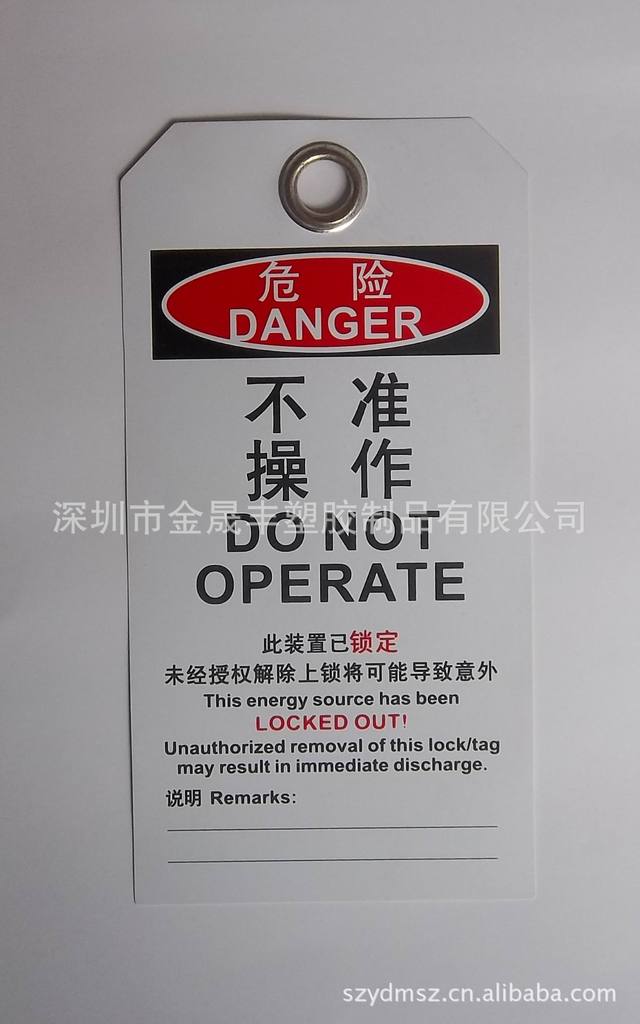 危 险
DANGER
不 准
操 作
深圳市金晟丰塑胶制品有限公司
DO NOT
OPERATE
此装置已锁定
未经授权解除上锁将可能导致意外
This energy source has been
LOCKED OUT!
Unauthorized removal of this lock/tag
may result in immediate discharge.
说明 Remarks:
szydmsz.cn.alibaba.com